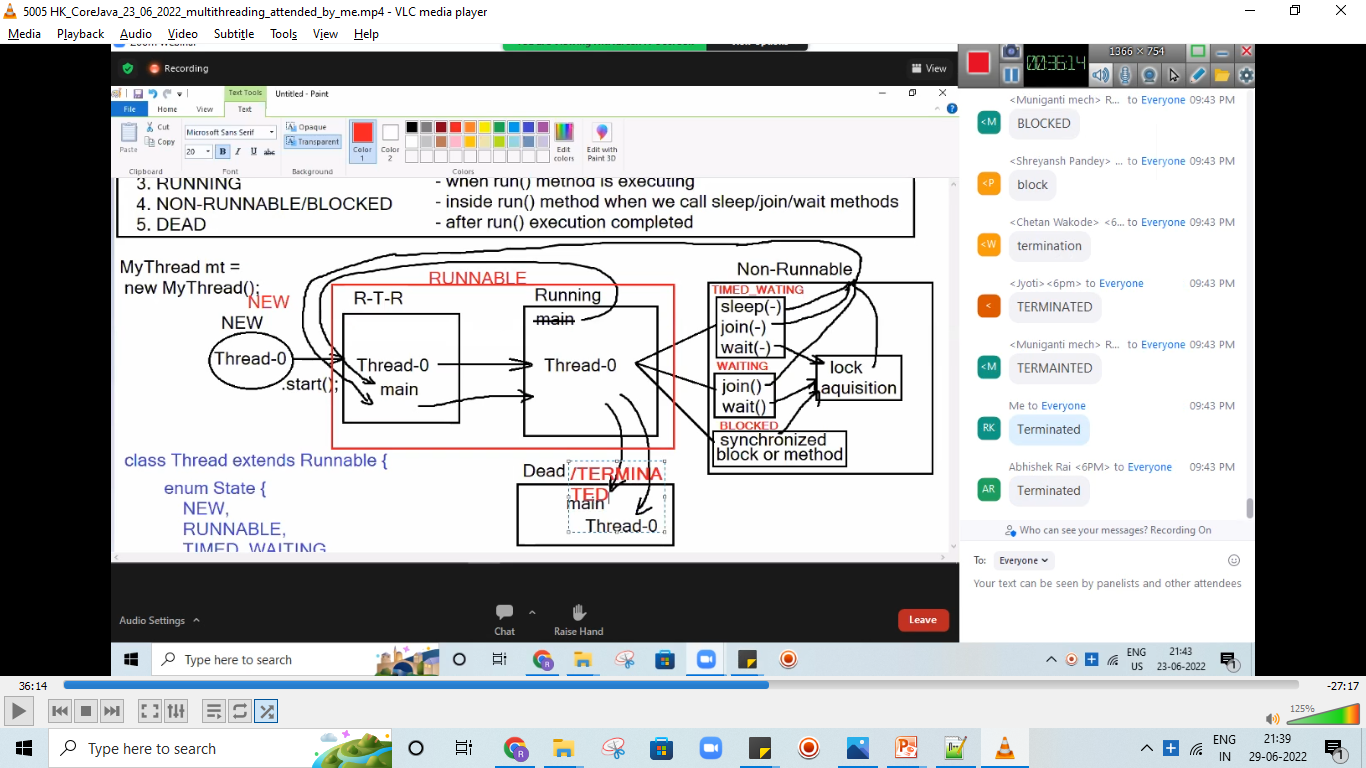 5005 HK_CoreJava_23_06_2022_multithreading_attended_by_me.mp4 - VLC media player
Media Playback Audio Video Subtitle Tools View Help
Recording
View
Untitled - Paint
Text Tools
File Home View Text
Paste
Cut
Copy
Clipboard
Microsoft Sans Serif
20 B I U abc
Font
Opaque
Transparent
Background
Color 1
Color 2
Edit colors
Edit with Paint 3D
Colors
3. RUNNING - when run() method is executing
4. NON-RUNNABLE/BLOCKED - inside run() method when we call sleep/join/wait methods
5. DEAD - after run() execution completed
MyThread mt =
new MyThread();
NEW
NEW
Thread-0
.start();
RUNNABLE
R-T-R
Thread-0
main
Running
main
Thread-0
Non-Runnable
TIMED_WATING
sleep(-)
join(-)
wait(-)
WAITING
join()
wait()
BLOCKED
synchronized
block or method
lock
aquisition
Dead
/TERMINA
TED
main
Thread-0
class Thread extends Runnable {
enum State {
NEW,
RUNNABLE,
TIMED_WAITING
1366 × 754
00:36:14
<Muniganti mech> R... to Everyone 09:43 PM
<M
BLOCKED
<Shreyansh Pandey> ... to Everyone 09:43 PM
<P
block
<Chetan Wakode> <6... to Everyone 09:43 PM
<W
termination
<Jyoti><6pm> to Everyone 09:43 PM
<
TERMINATED
<Muniganti mech> R... to Everyone 09:43 PM
<M
TERMAINTED
Me to Everyone 09:43 PM
RK
Terminated
Abhishek Rai <6PM> to Everyone 09:43 PM
AR
Terminated
Who can see your messages? Recording On
To: Everyone
Your text can be seen by panelists and other attendees
Audio Settings
Chat
Raise Hand
Leave
Type here to search
ENG
US
21:43
23-06-2022
1
36:14
-27:17
125%
Type here to search
ENG
IN
21:39
29-06-2022
1